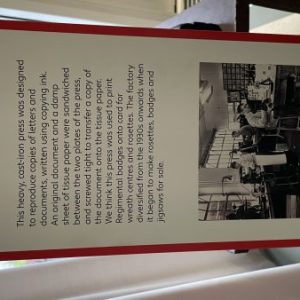 This heavy, cast-iron press was designed
to reproduce copies of letters and
documents, written using copying ink.
An original document and a damp
sheet of tissue paper were sandwiched
between the two plates of the press,
and screwed tight to transfer a copy of
the document onto the tissue paper.
We think this press was used to print
Regimental badges onto card for
wreath centres and rosettes. The factory
diversified from the 1930s onwards when
it began to make rosettes, badges and
jigsaws for sale.